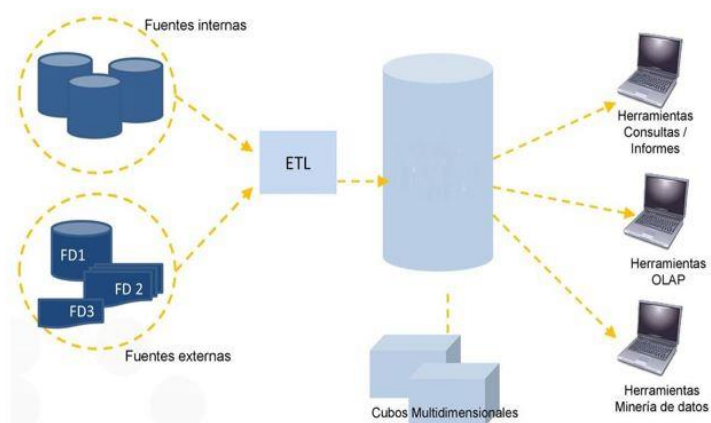 Fuentes internas
FD1
FD 2
FD3
Fuentes externas
ETL
Cubos Multidimensionales
Herramientas
Consultas /
Informes
Herramientas
OLAP
Herramientas
Minería de datos